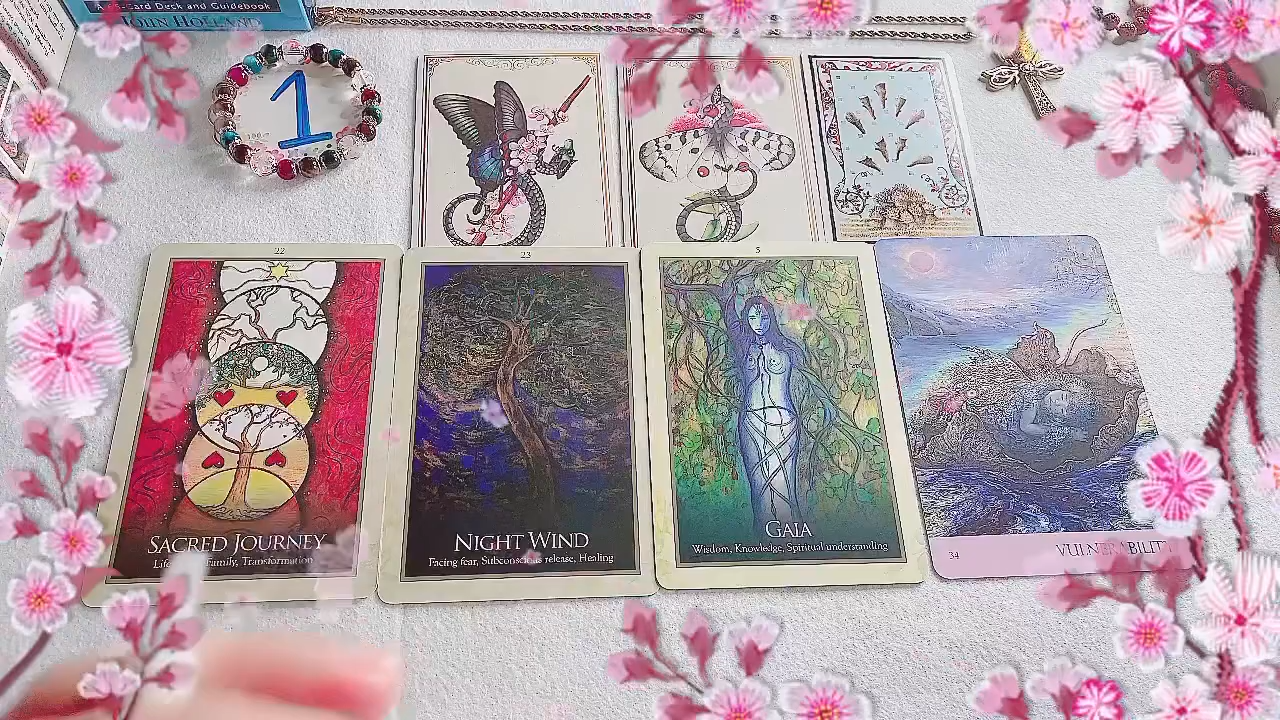 Card Deck and Guidebook
JOHN HOLLAND
1
22
SACRED JOURNEY
Family, Transformation
23
NIGHT WIND
Facing fear, Subconscious release, Healing
5
GAIA
Wisdom, Knowledge, Spiritual understanding
34
VULNERABILITY